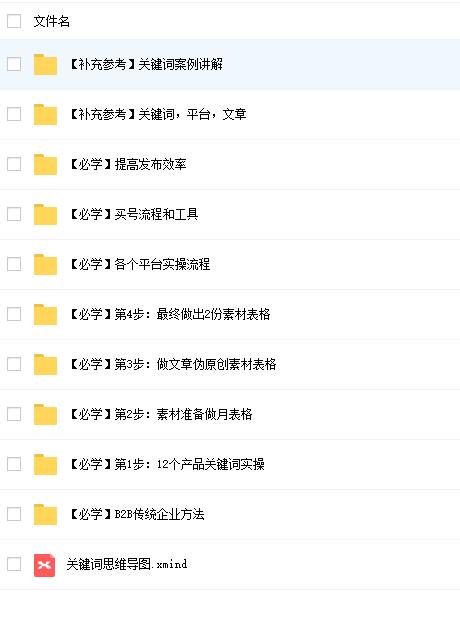 文件名
【补充参考】关键词案例讲解
【补充参考】关键词，平台，文章
【必学】提高发布效率
【必学】买号流程和工具
【必学】各个平台实操流程
【必学】第4步：最终做出2份素材表格
【必学】第3步：做文章伪原创素材表格
【必学】第2步：素材准备做月表格
【必学】第1步：12个产品关键词实操
【必学】B2B传统企业方法
关键词思维导图.xmind